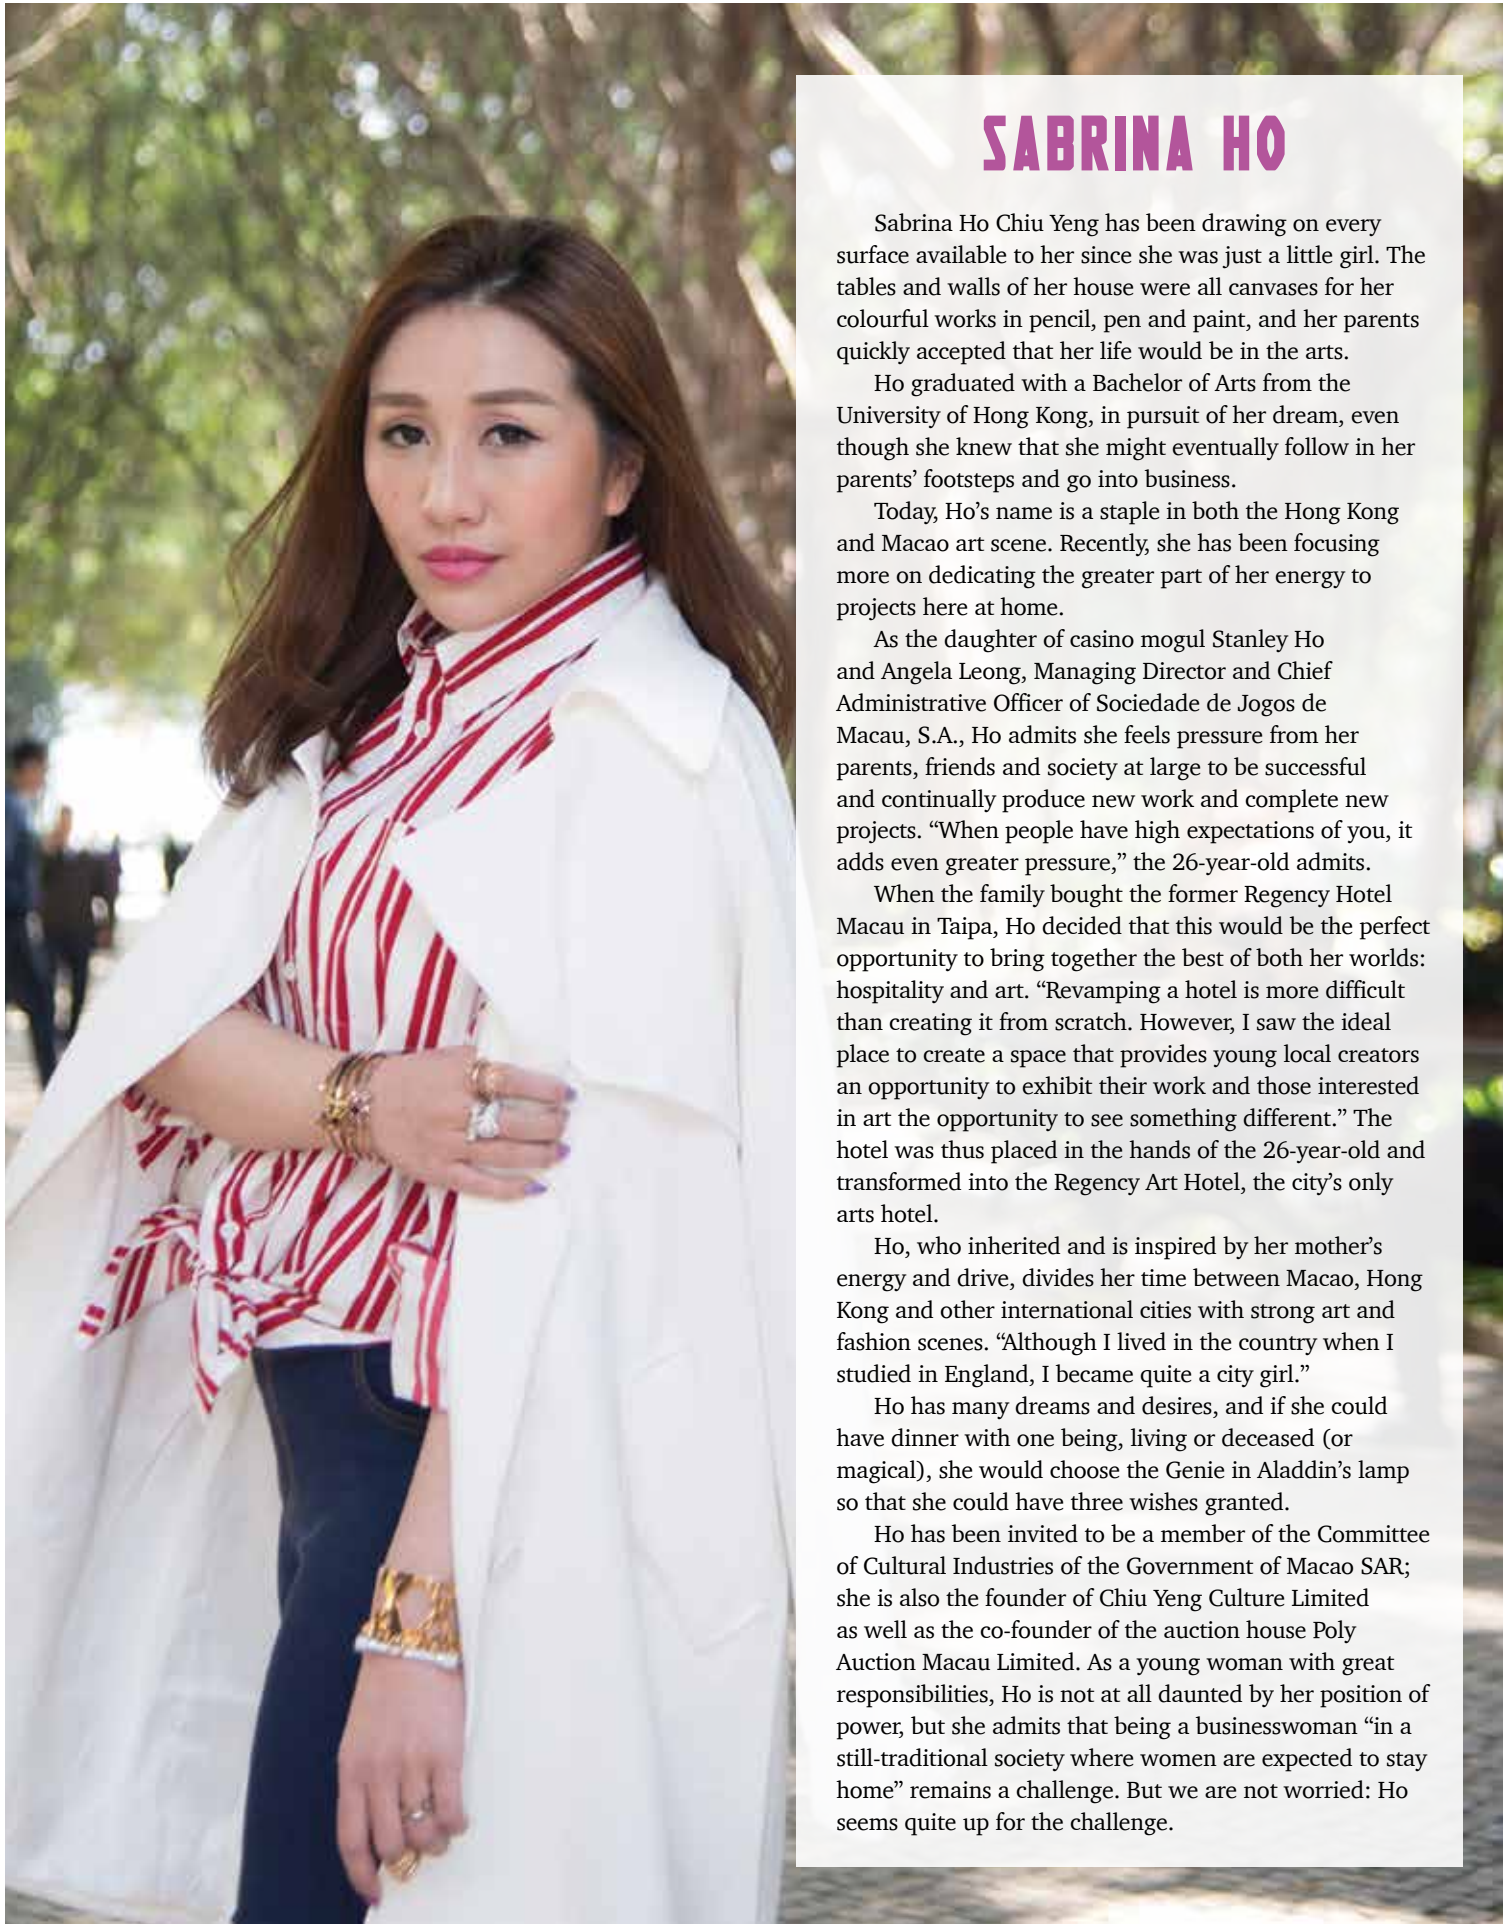 SABRINA HO
Sabrina Ho Chiu Yeng has been drawing on every
surface available to her since she was just a little girl. The
tables and walls of her house were all canvases for her
colourful works in pencil, pen and paint, and her parents
quickly accepted that her life would be in the arts.
Ho graduated with a Bachelor of Arts from the
University of Hong Kong, in pursuit of her dream, even
though she knew that she might eventually follow in her
parents’ footsteps and go into business.
Today, Ho’s name is a staple in both the Hong Kong
and Macao art scene. Recently, she has been focusing
more on dedicating the greater part of her energy to
projects here at home.
As the daughter of casino mogul Stanley Ho
and Angela Leong, Managing Director and Chief
Administrative Officer of Sociedade de Jogos de
Macau, S.A., Ho admits she feels pressure from her
parents, friends and society at large to be successful
and continually produce new work and complete new
projects. “When people have high expectations of you, it
adds even greater pressure,” the 26-year-old admits.
When the family bought the former Regency Hotel
Macau in Taipa, Ho decided that this would be the perfect
opportunity to bring together the best of both her worlds:
hospitality and art. “Revamping a hotel is more difficult
than creating it from scratch. However, I saw the ideal
place to create a space that provides young local creators
an opportunity to exhibit their work and those interested
in art the opportunity to see something different.” The
hotel was thus placed in the hands of the 26-year-old and
transformed into the Regency Art Hotel, the city’s only
arts hotel.
Ho, who inherited and is inspired by her mother’s
energy and drive, divides her time between Macao, Hong
Kong and other international cities with strong art and
fashion scenes. “Although I lived in the country when I
studied in England, I became quite a city girl.”
Ho has many dreams and desires, and if she could
have dinner with one being, living or deceased (or
magical), she would choose the Genie in Aladdin’s lamp
so that she could have three wishes granted.
Ho has been invited to be a member of the Committee
of Cultural Industries of the Government of Macao SAR;
she is also the founder of Chiu Yeng Culture Limited
as well as the co-founder of the auction house Poly
Auction Macau Limited. As a young woman with great
responsibilities, Ho is not at all daunted by her position of
power, but she admits that being a businesswoman “in a
still-traditional society where women are expected to stay
home” remains a challenge. But we are not worried: Ho
seems quite up for the challenge.